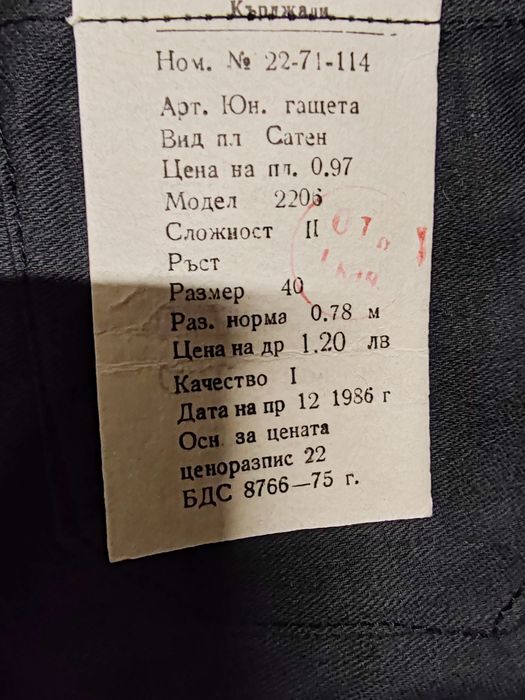 Кърджали
Ном. № 22-71-114
Арт. Юн. гащета
Вид пл Сатен
Цена на пл. 0.97
Модел 2206
Сложност II
Ръст
Размер 40
Раз. норма 0.78 м
Цена на др 1.20 лв
Качество I
Дата на пр 12 1986 г
Осн. за цената
ценоразпис 22
БДС 8766—75 г.